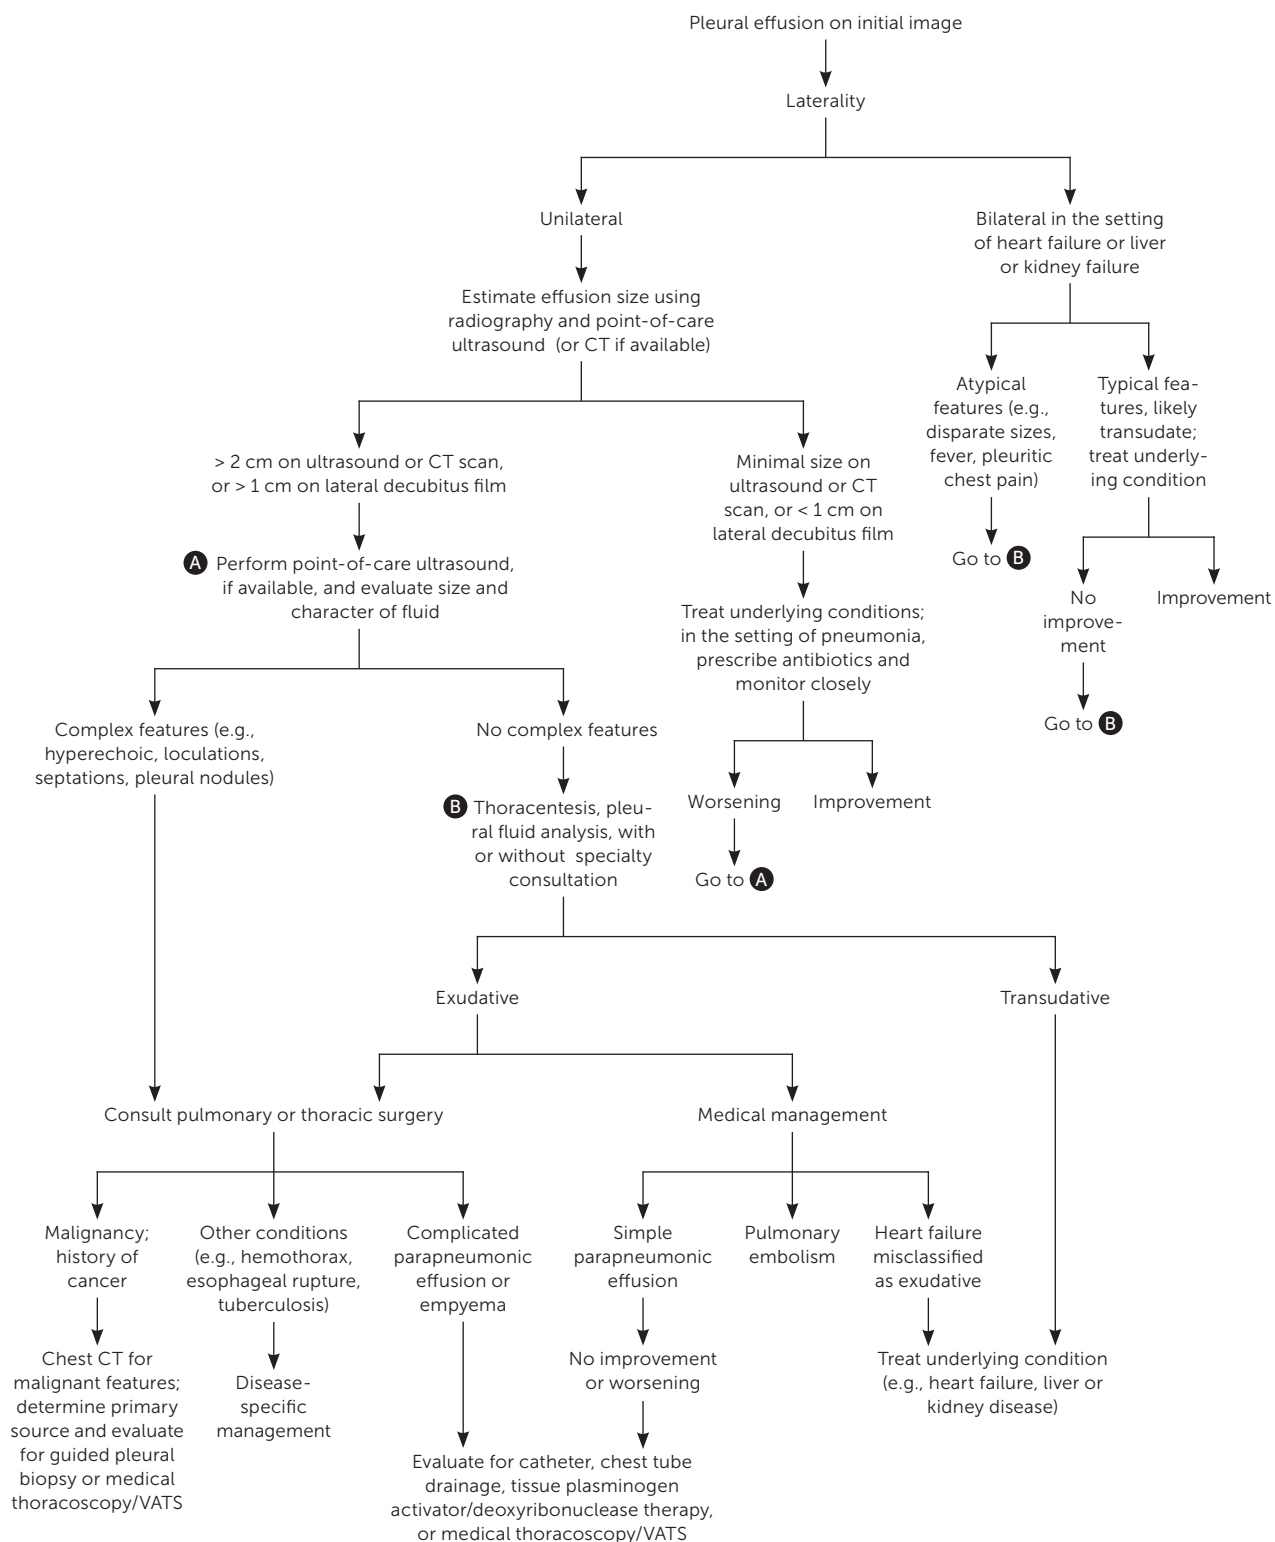 Pleural effusion on initial image
Laterality
Unilateral
Bilateral in the setting
of heart failure or liver
or kidney failure
Estimate effusion size using
radiography and point-of-care
ultrasound (or CT if available)
Atypical
features (e.g.,
disparate sizes,
fever, pleuritic
chest pain)
Typical fea-
tures, likely
transudate;
treat underly-
ing condition
> 2 cm on ultrasound or CT scan,
or > 1 cm on lateral decubitus film
Minimal size on
ultrasound or CT
scan, or < 1 cm on
lateral decubitus film
Go to B
No
improve-
ment
Improvement
A Perform point-of-care ultrasound,
if available, and evaluate size and
character of fluid
Treat underlying conditions;
in the setting of pneumonia,
prescribe antibiotics and
monitor closely
Go to B
Complex features (e.g.,
hyperechoic, loculations,
septations, pleural nodules)
No complex features
B Thoracentesis, pleu-
ral fluid analysis, with
or without specialty
consultation
Worsening
Improvement
Go to A
Exudative
Transudative
Consult pulmonary or thoracic surgery
Medical management
Malignancy;
history of
cancer
Other conditions
(e.g., hemothorax,
esophageal rupture,
tuberculosis)
Complicated
parapneumonic
effusion or
empyema
Simple
parapneumonic
effusion
Pulmonary
embolism
Heart failure
misclassified
as exudative
Chest CT for
malignant features;
determine primary
source and evaluate
for guided pleural
biopsy or medical
thoracoscopy/VATS
Disease-
specific
management
No improvement
or worsening
Treat underlying condition
(e.g., heart failure, liver or
kidney disease)
Evaluate for catheter, chest tube
drainage, tissue plasminogen
activator/deoxyribonuclease therapy,
or medical thoracoscopy/VATS